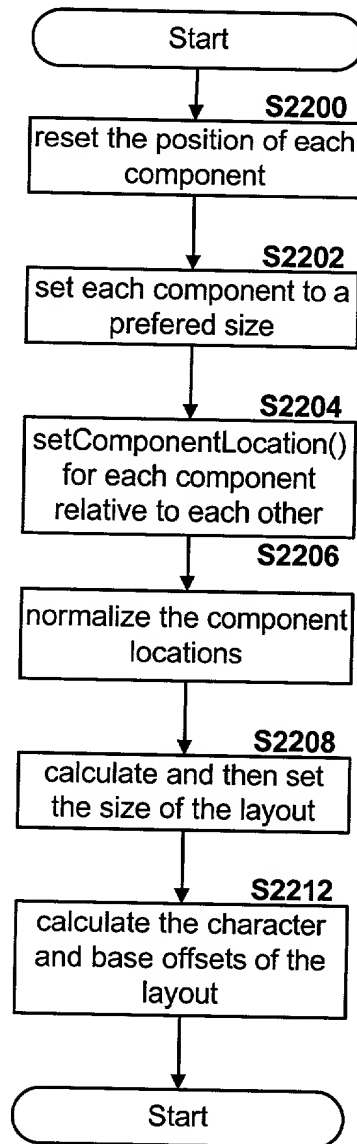 Start
S2200
reset the position of each
component
S2202
set each component to a
prefered size
S2204
setComponentLocation()
for each component
relative to each other
S2206
normalize the component
locations
S2208
calculate and then set
the size of the layout
S2212
calculate the character
and base offsets of the
layout
Start